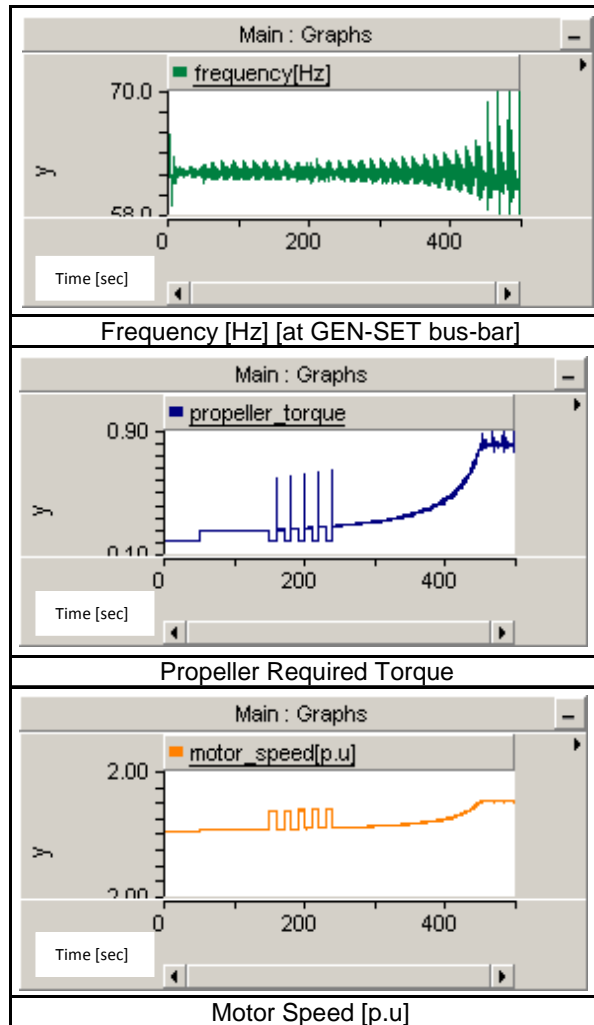 Main : Graphs
frequency[Hz]
70.0
y
58.0
0 200 400
Time [sec]
Frequency [Hz] [at GEN-SET bus-bar]
Main : Graphs
propeller_torque
0.90
y
0.10
0 200 400
Time [sec]
Propeller Required Torque
Main : Graphs
motor_speed[p.u]
2.00
y
2.00
0 200 400
Time [sec]
Motor Speed [p.u]